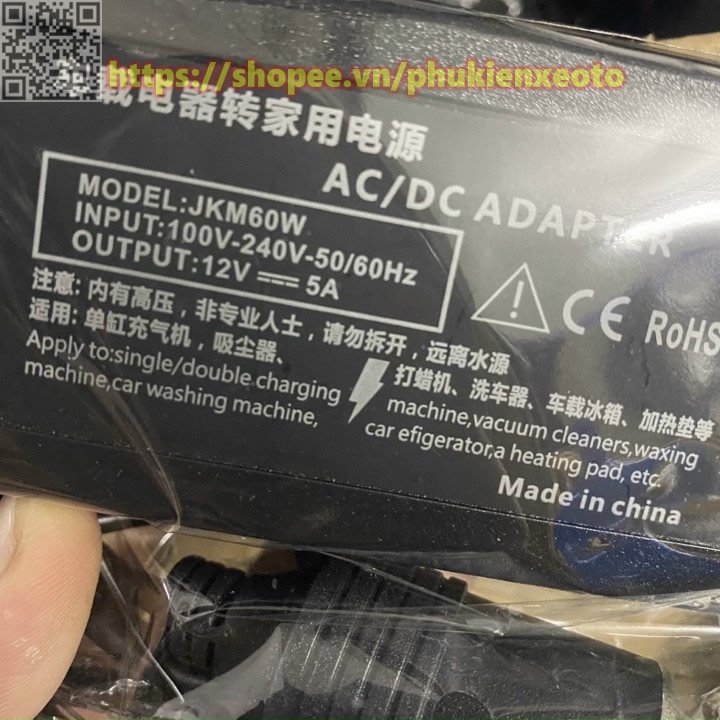 https://shopee.vn/phukienxeoto
载电器转家用电源
AC/DC ADAPTER
MODEL:JKM60W
INPUT:100V-240V-50/60Hz
OUTPUT:12V 5A
CE RoHS
注意: 内有高压，非专业人士，请勿拆开，远离水源
适用: 单缸充气机，吸尘器、打蜡机、洗车器、车载冰箱、加热垫等
Apply to:single/double charging machine,vacuum cleaners,waxing
machine,car washing machine, car efigerator,a heating pad, etc.
Made in china